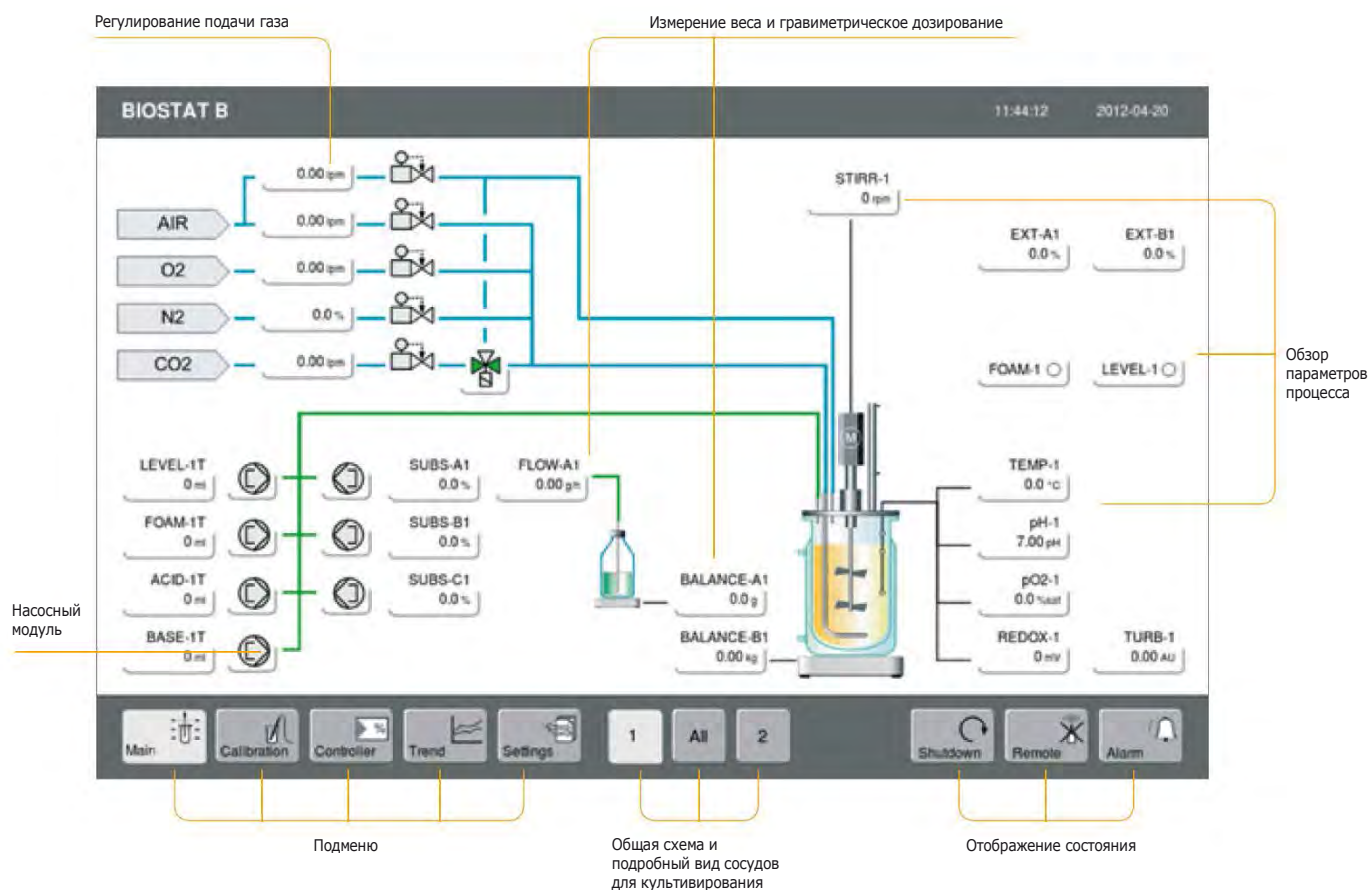 Регулирование подачи газа
Измерение веса и гравиметрическое дозирование
BIOSTAT B
11:44:12 2012-04-20
0.00 lpm
AIR
0.00 lpm
O2
0.00 lpm
N2
0.0 %
CO2
0.00 lpm
STIRR-1
0 rpm
EXT-A1
0.0 %
EXT-B1
0.0 %
FOAM-1
LEVEL-1
Обзор
параметров
процесса
LEVEL-1T
0 ml
SUBS-A1
0.0 %
FLOW-A1
0.00 g/h
FOAM-1T
0 ml
SUBS-B1
0.0 %
ACID-1T
0 ml
SUBS-C1
0.0 %
BASE-1T
0 ml
Насосный
модуль
M
BALANCE-A1
0.0 g
BALANCE-B1
0.00 kg
TEMP-1
0.0 °C
pH-1
7.00 pH
pO2-1
0.0 %sat
REDOX-1
0 mV
TURB-1
0.00 AU
Main
Calibration
%
Controller
Trend
Settings
1
All
2
Shutdown
Remote
Alarm
Подменю
Общая схема и
подробный вид сосудов
для культивирования
Отображение состояния